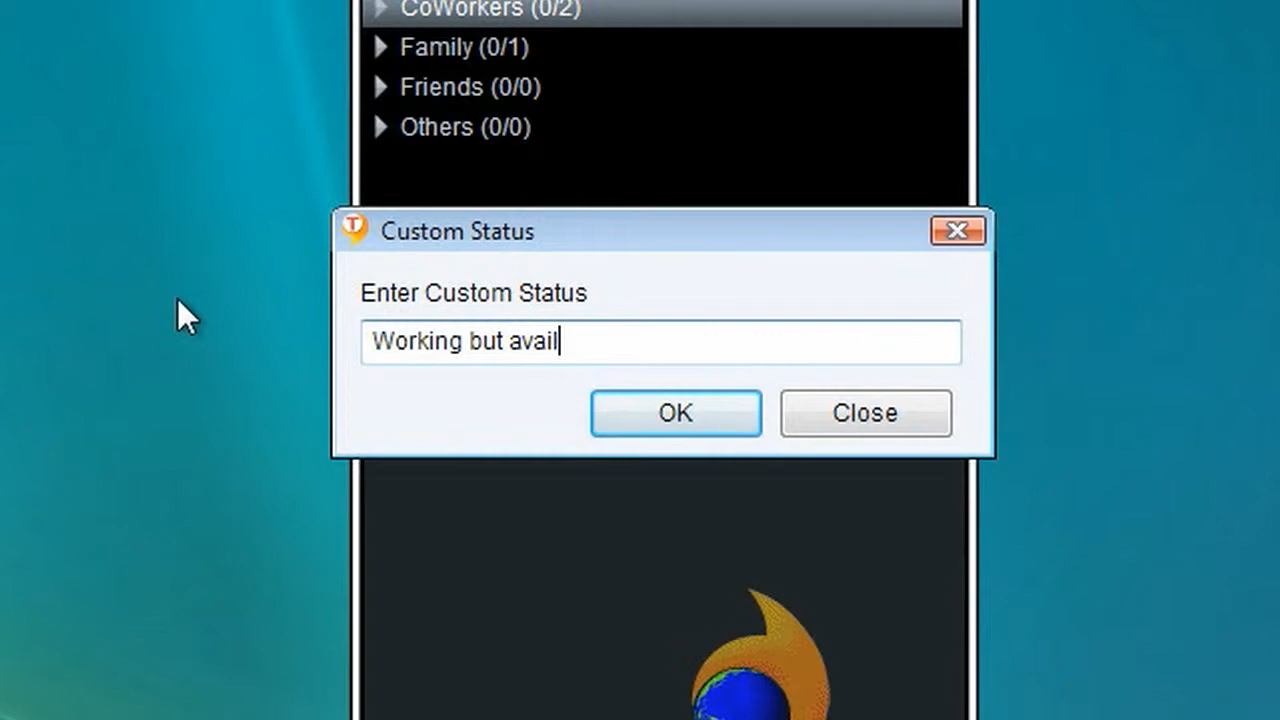 CoWorkers (0/2)
Family (0/1)
Friends (0/0)
Others (0/0)
T
Custom Status
Enter Custom Status
Working but avail
OK
Close